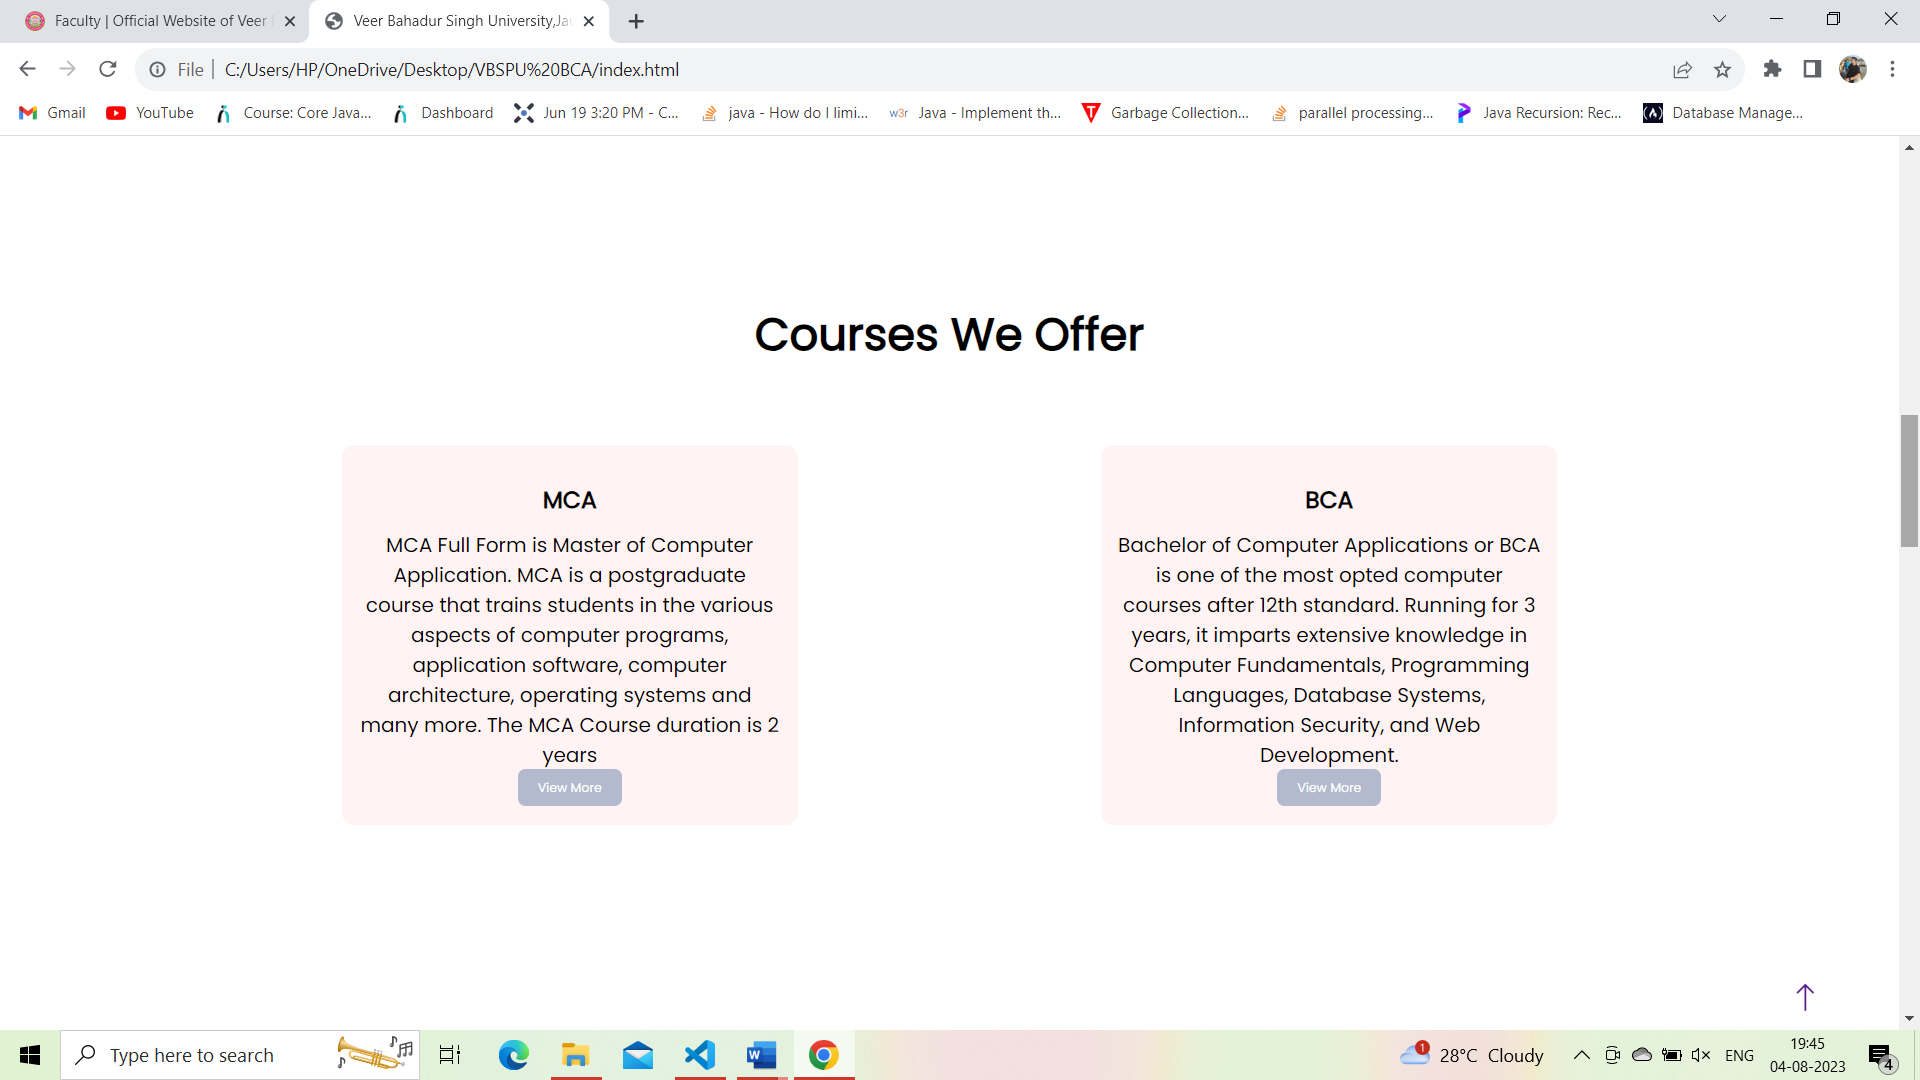 Faculty | Official Website of Veer
Veer Bahadur Singh University,Ja
File
C:/Users/HP/OneDrive/Desktop/VBSPU%20BCA/index.html
Gmail
YouTube
Course: Core Java...
Dashboard
Jun 19 3:20 PM - C...
java - How do I limi...
w3r
Java - Implement th...
T
Garbage Collection...
parallel processing...
Java Recursion: Rec...
Database Manage...
Courses We Offer
MCA
MCA Full Form is Master of Computer
Application. MCA is a postgraduate
course that trains students in the various
aspects of computer programs,
application software, computer
architecture, operating systems and
many more. The MCA Course duration is 2
years
View More
BCA
Bachelor of Computer Applications or BCA
is one of the most opted computer
courses after 12th standard. Running for 3
years, it imparts extensive knowledge in
Computer Fundamentals, Programming
Languages, Database Systems,
Information Security, and Web
Development.
View More
Type here to search
W
1
28°C Cloudy
ENG
19:45
04-08-2023
4